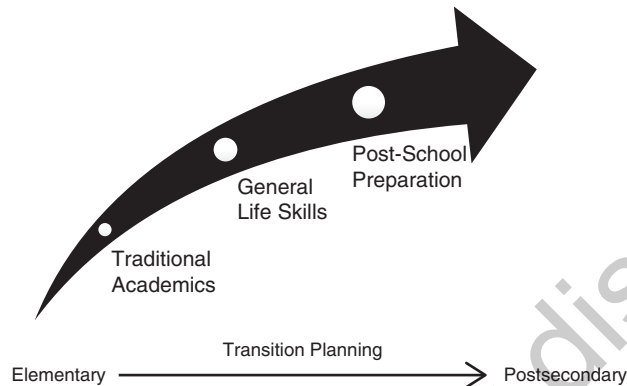 Post-School
Preparation
General
Life Skills
Traditional
Academics
Transition Planning
Elementary
Postsecondary